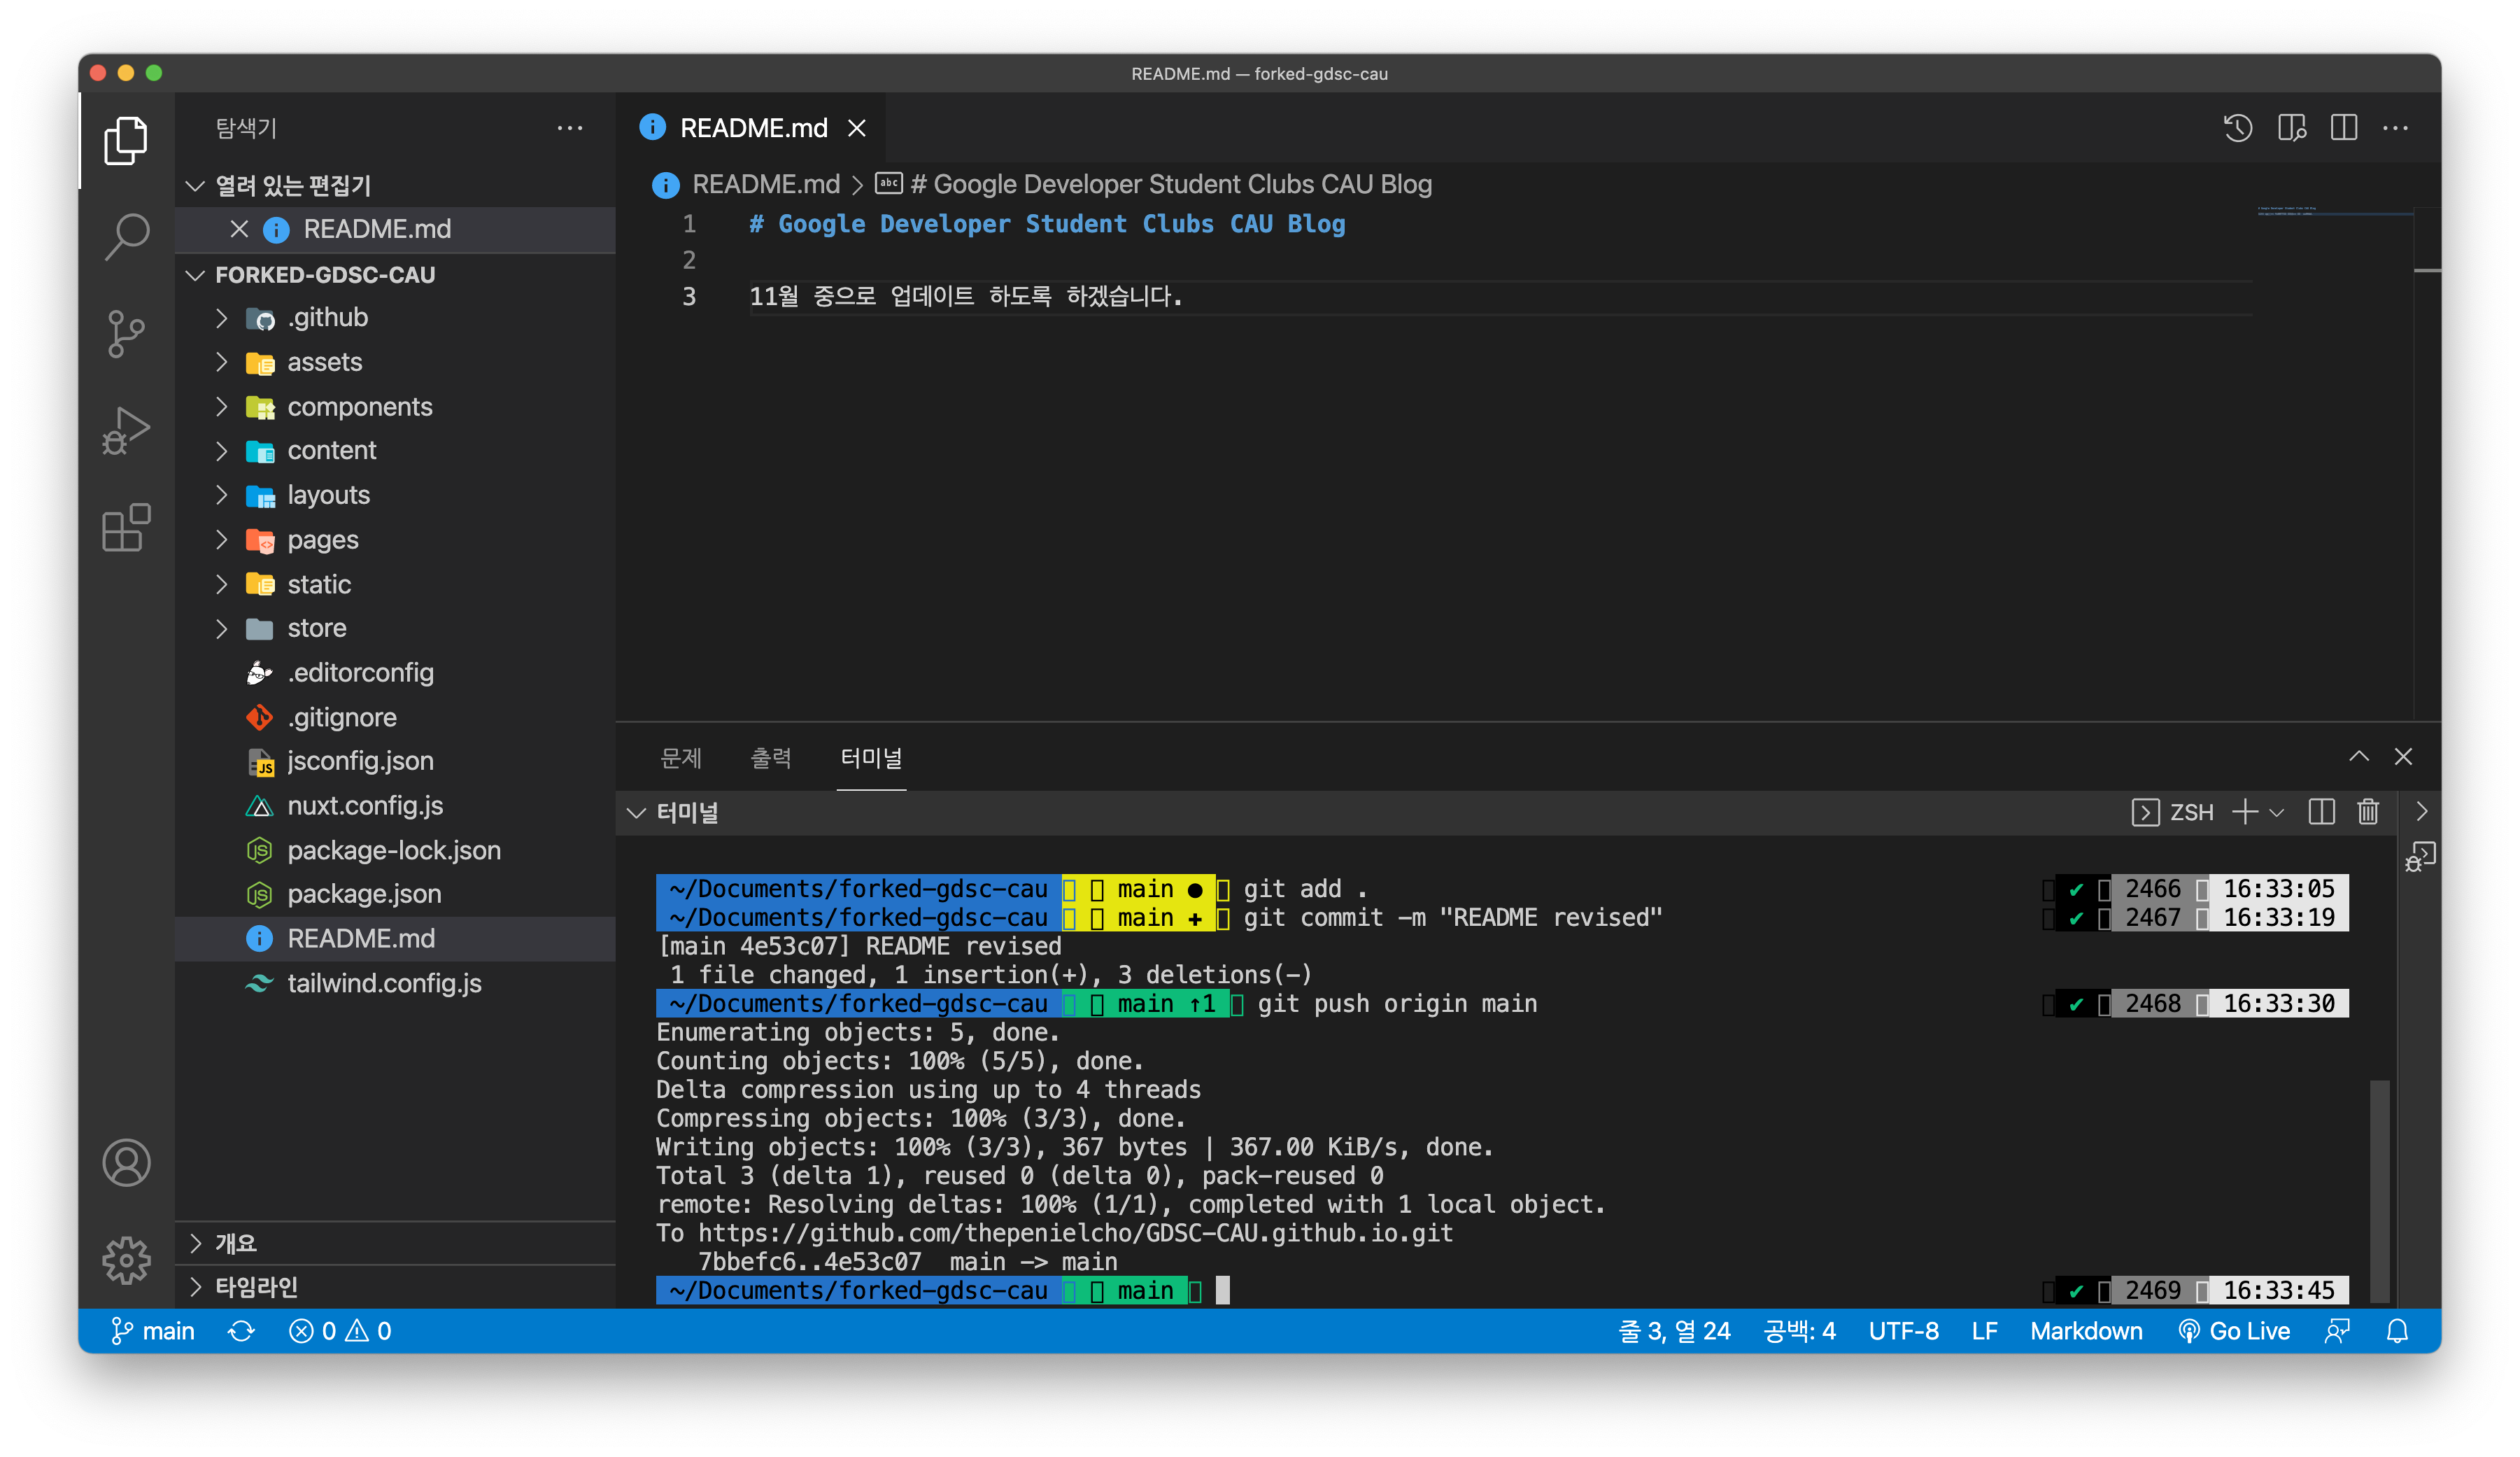 README.md — forked-gdsc-cau
탐색기
열려 있는 편집기
README.md
FORKED-GDSC-CAU
.github
assets
components
content
layouts
pages
static
store
.editorconfig
.gitignore
jsconfig.json
nuxt.config.js
package-lock.json
package.json
README.md
tailwind.config.js
개요
타임라인
README.md
README.md > # Google Developer Student Clubs CAU Blog
1 # Google Developer Student Clubs CAU Blog
2
3 11월 중으로 업데이트 하도록 하겠습니다.
문제 출력 터미널
터미널
ZSH
~/Documents/forked-gdsc-cau main ● git add . ✔ 2466 16:33:05
~/Documents/forked-gdsc-cau main ✚ git commit -m "README revised" ✔ 2467 16:33:19
[main 4e53c07] README revised
1 file changed, 1 insertion(+), 3 deletions(-)
~/Documents/forked-gdsc-cau main ↑1 git push origin main ✔ 2468 16:33:30
Enumerating objects: 5, done.
Counting objects: 100% (5/5), done.
Delta compression using up to 4 threads
Compressing objects: 100% (3/3), done.
Writing objects: 100% (3/3), 367 bytes | 367.00 KiB/s, done.
Total 3 (delta 1), reused 0 (delta 0), pack-reused 0
remote: Resolving deltas: 100% (1/1), completed with 1 local object.
To https://github.com/thepenielcho/GDSC-CAU.github.io.git
7bbefc6..4e53c07 main -> main
~/Documents/forked-gdsc-cau main ✔ 2469 16:33:45
main 0 0 줄 3, 열 24 공백: 4 UTF-8 LF Markdown Go Live